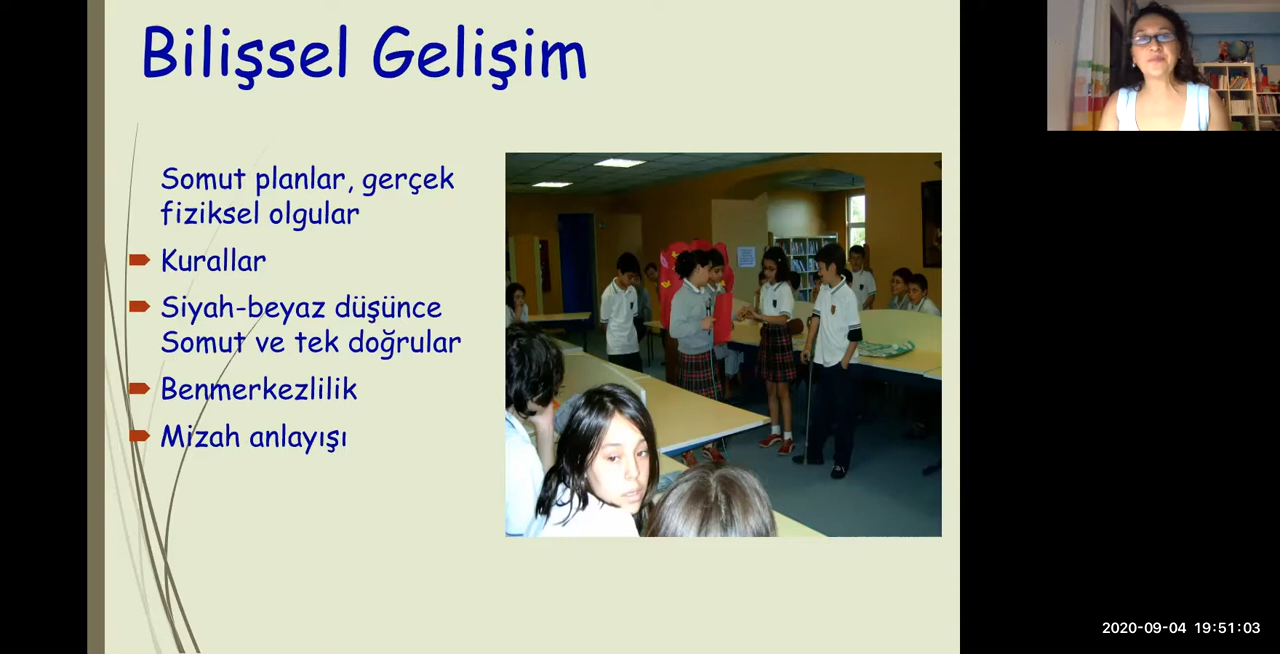 Bilişsel Gelişim
Somut planlar, gerçek
fiziksel olgular
Kurallar
Siyah-beyaz düşünce
Somut ve tek doğrular
Benmerkezlilik
Mizah anlayışı
2020-09-04 19:51:03